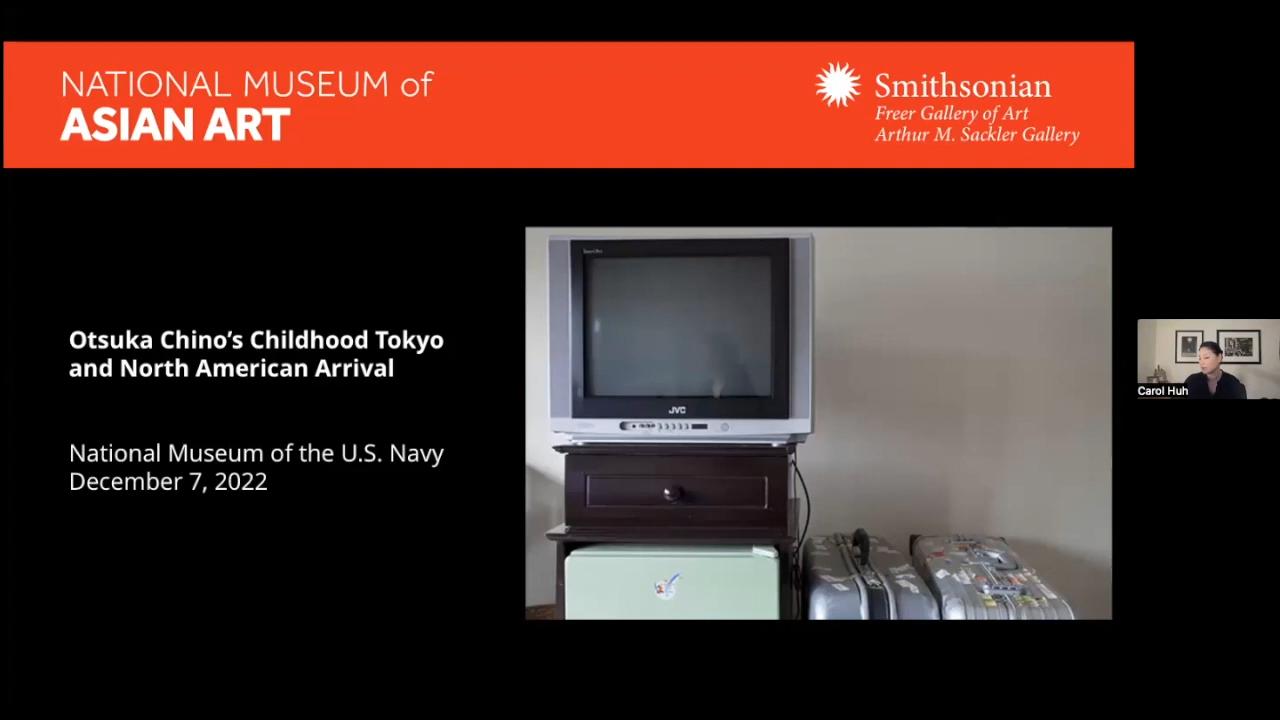 NATIONAL MUSEUM of
ASIAN ART
Smithsonian
Freer Gallery of Art
Arthur M. Sackler Gallery
Otsuka Chino’s Childhood Tokyo
and North American Arrival
National Museum of the U.S. Navy
December 7, 2022
JVC
Carol Huh